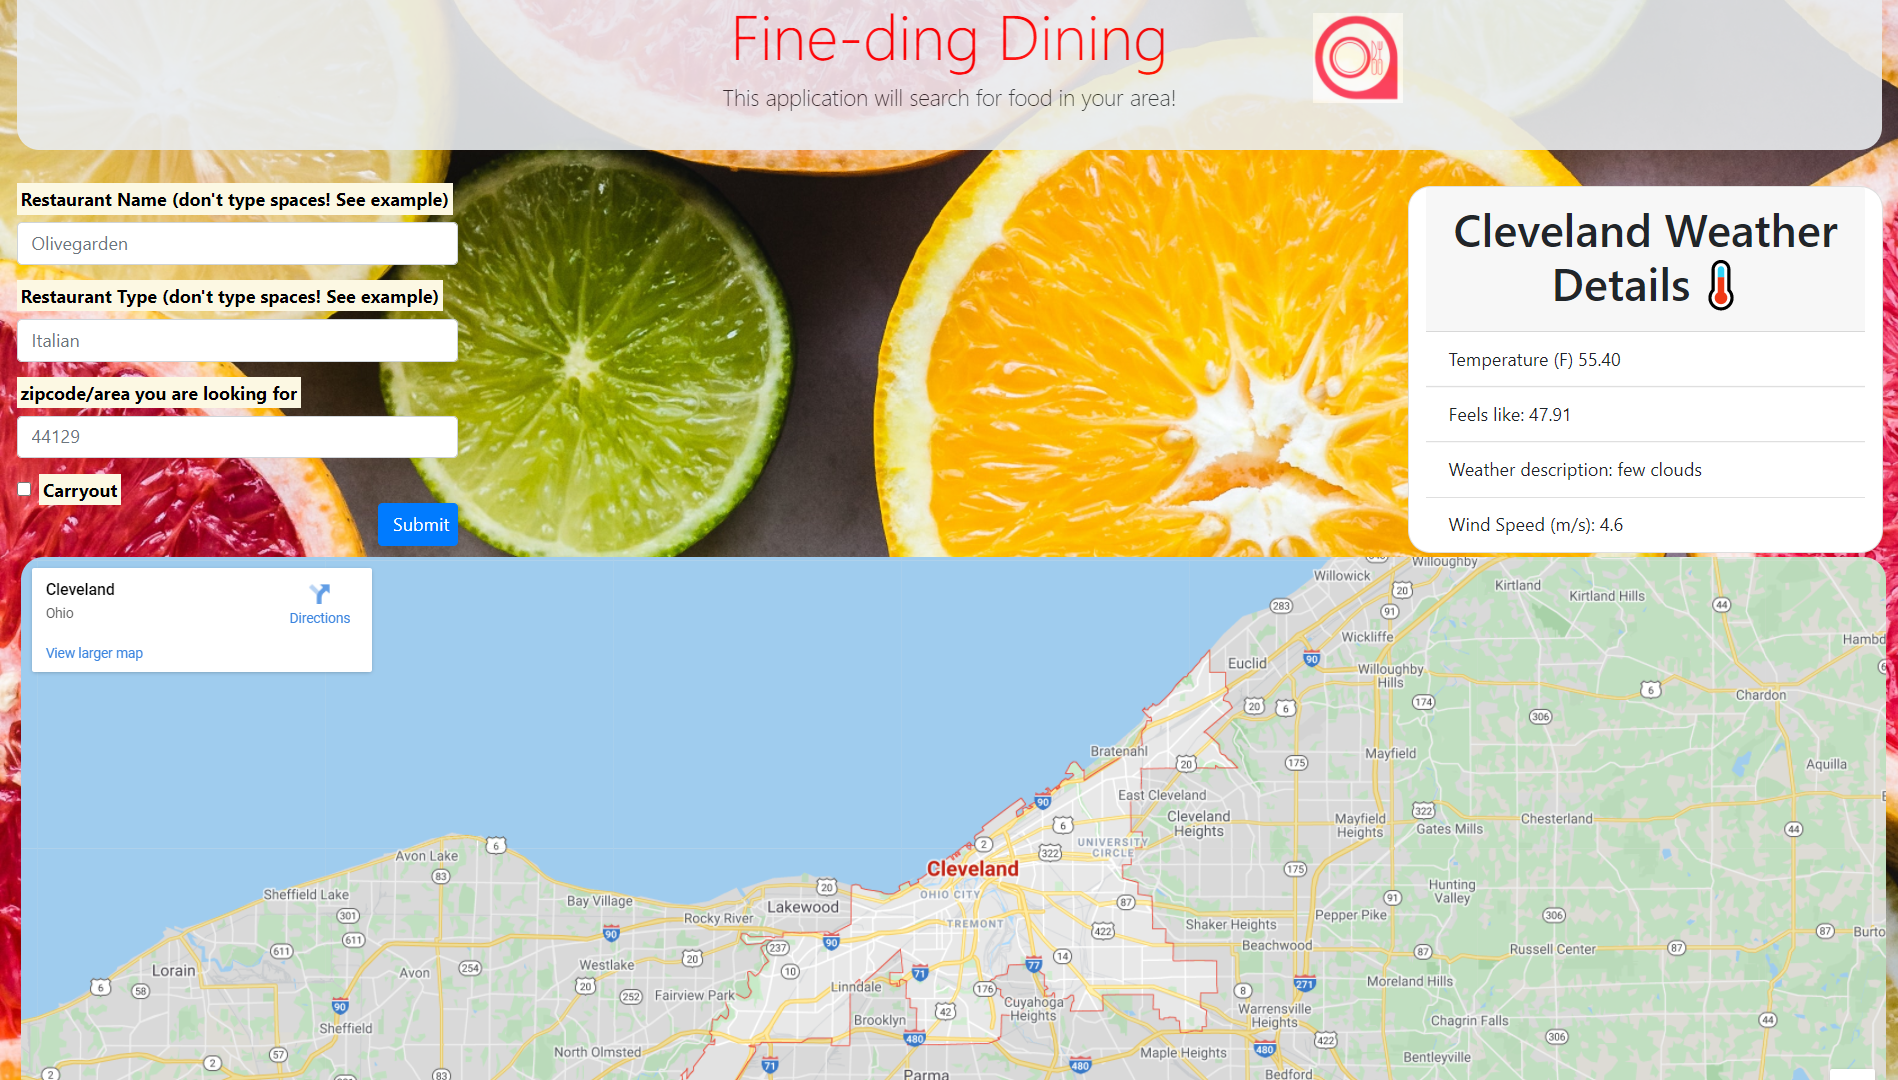 Fine-ding Dining
This application will search for food in your area!
Restaurant Name (don't type spaces! See example)
Olivegarden
Restaurant Type (don't type spaces! See example)
Italian
zipcode/area you are looking for
44129
Carryout
Submit
Cleveland Weather
Details
Temperature (F) 55.40
Feels like: 47.91
Weather description: few clouds
Wind Speed (m/s): 4.6
Cleveland
Ohio
Directions
View larger map
Willoughby
Willowick
20
Kirtland
Kirtland Hills
283
91
44
Wickliffe
Hambd
Euclid
90
Willoughby
Hills
6
Chardon
20
6
174
306
Bratenahl
20
175
Mayfield
Aquilla
East Cleveland
90
Cleveland
Heights
6
Mayfield
Heights
322
Gates Mills
Chesterland
44
2
322
UNIVERSITY
CIRCLE
Avon Lake
6
83
Cleveland
175
Sheffield Lake
20
OHIO CITY
91
Hunting
Valley
301
Bay Village
Lakewood
87
Rocky River
TREMONT
Shaker Heights
Pepper Pike
306
611
90
90
422
Beachwood
87
Russell Center
87
87
Burto
611
237
Lorain
Avon
254
Westlake
20
10
71
77
14
6
58
20
252
Fairview Park
Linndale
176
Cuyahoga
Heights
8
271
Moreland Hills
90
Sheffield
Brooklyn
42
Warrensville
Heights
Chagrin Falls
44
480
422
306
57
North Olmsted
Maple Heights
480
Bentleyville
2
2
83
71
Parma
480
Bedford